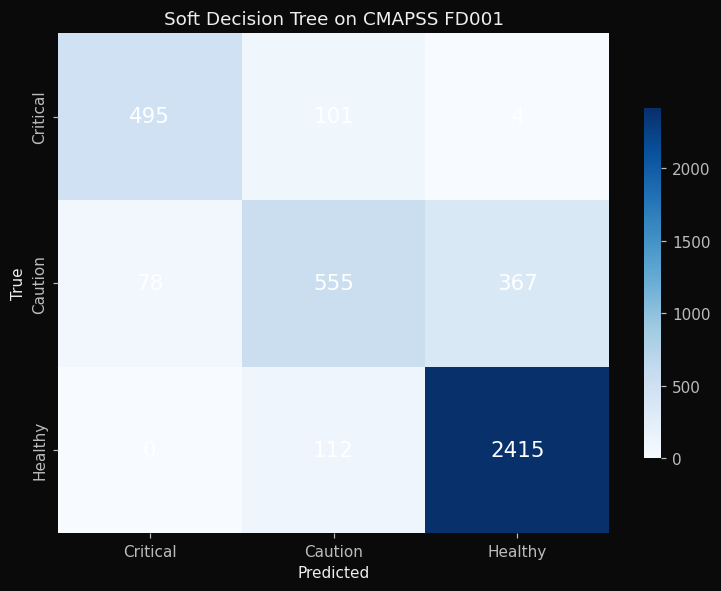 Soft Decision Tree on CMAPSS FD001
True
Critical
495 101 4
Caution
78 555 367
Healthy
0 112 2415
Critical Caution Healthy
Predicted
2000
1500
1000
500
0